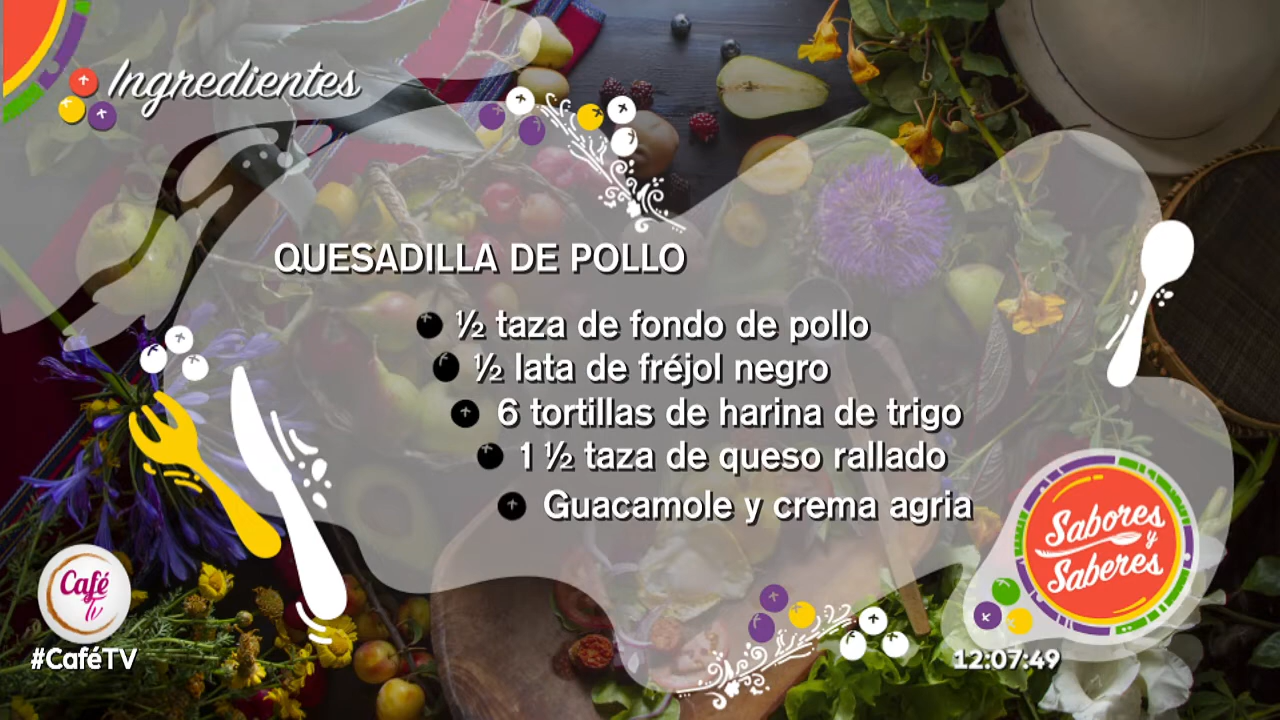 Ingredientes
QUESADILLA DE POLLO
½ taza de fondo de pollo
½ lata de fréjol negro
6 tortillas de harina de trigo
1 ½ taza de queso rallado
Guacamole y crema agria
Sabores
y
Saberes
Café
tv
#CaféTV
12:07:49